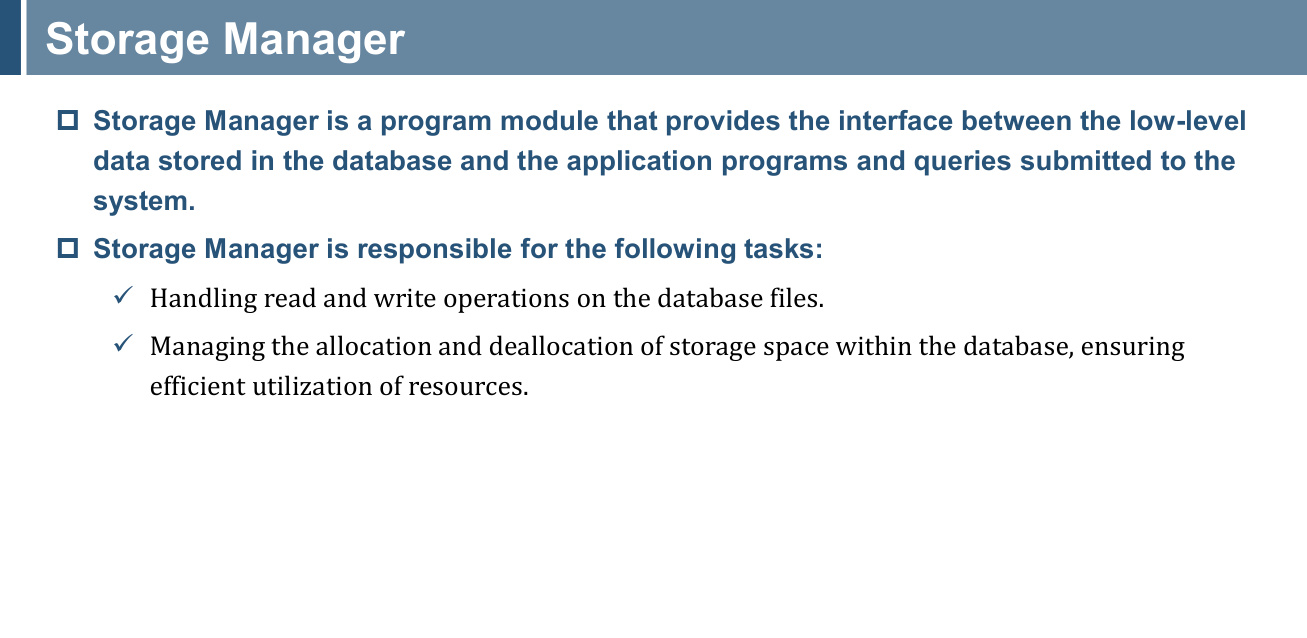 Storage Manager
Storage Manager is a program module that provides the interface between the low-level
data stored in the database and the application programs and queries submitted to the
system.
Storage Manager is responsible for the following tasks:
✓ Handling read and write operations on the database files.
✓ Managing the allocation and deallocation of storage space within the database, ensuring
efficient utilization of resources.